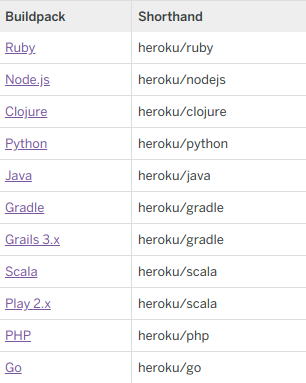 Buildpack Shorthand
Ruby heroku/ruby
Node.js heroku/nodejs
Clojure heroku/clojure
Python heroku/python
Java heroku/java
Gradle heroku/gradle
Grails 3.x heroku/gradle
Scala heroku/scala
Play 2.x heroku/scala
PHP heroku/php
Go heroku/go